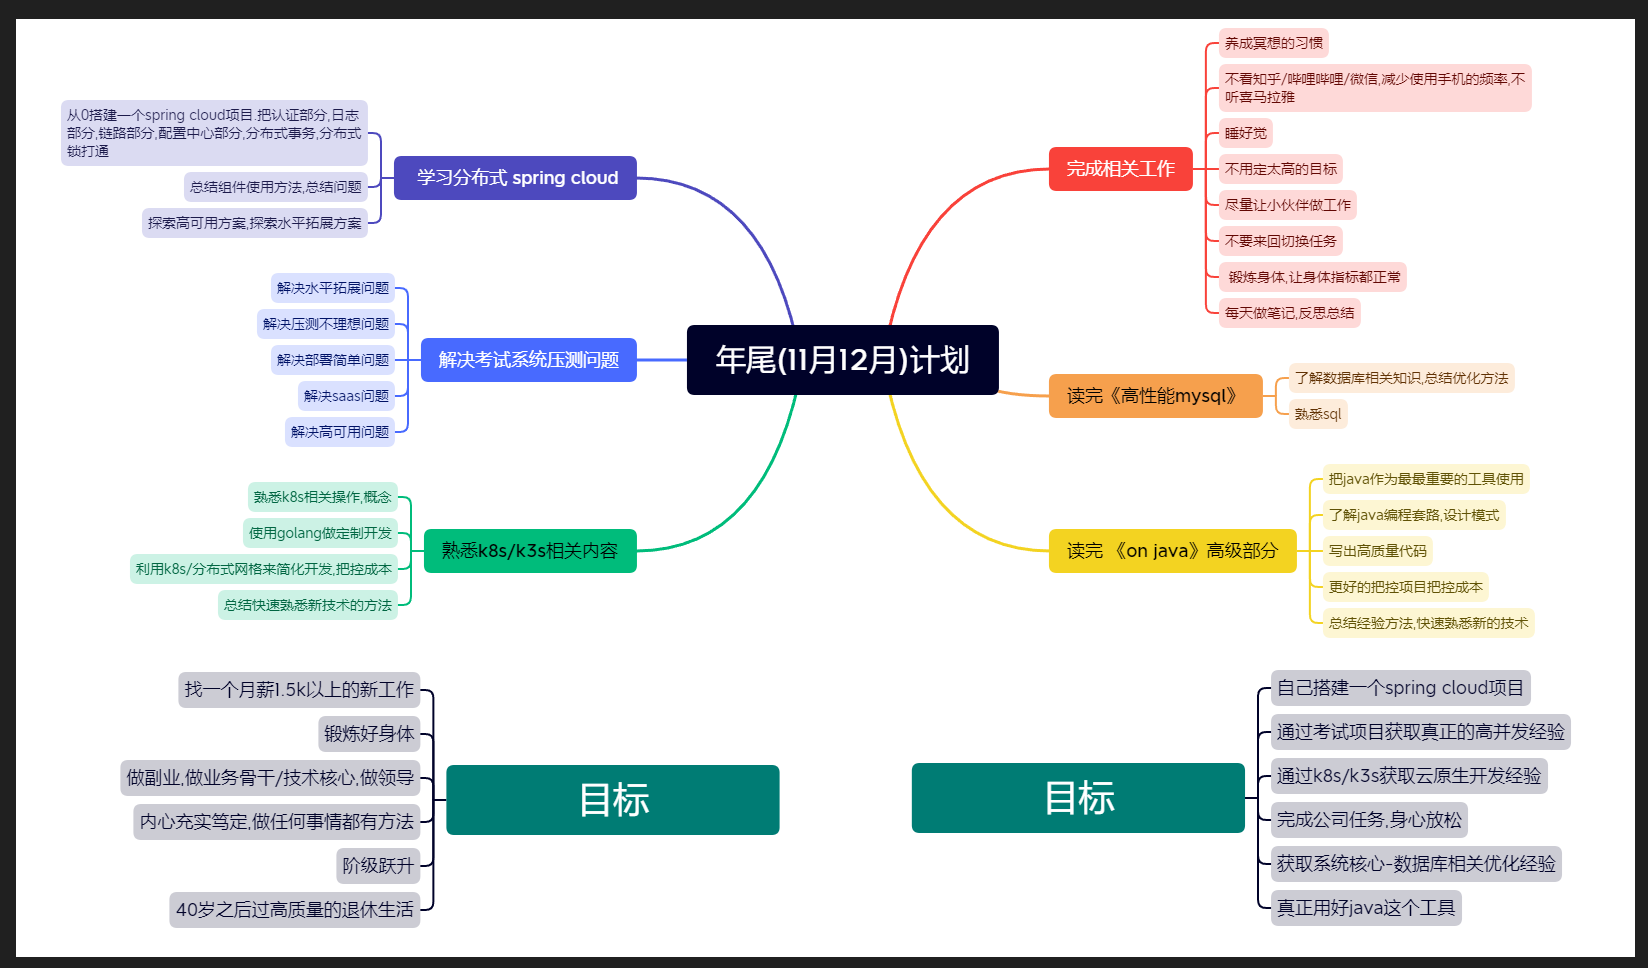 年尾(11月12月)计划
学习分布式 spring cloud
从0搭建一个spring cloud项目.把认证部分,日志
部分,链路部分,配置中心部分,分布式事务,分布式
锁打通
总结组件使用方法,总结问题
探索高可用方案,探索水平拓展方案
解决考试系统压测问题
解决水平拓展问题
解决压测不理想问题
解决部署简单问题
解决saas问题
解决高可用问题
熟悉k8s/k3s相关内容
熟悉k8s相关操作,概念
使用golang做定制开发
利用k8s/分布式网格来简化开发,把控成本
总结快速熟悉新技术的方法
完成相关工作
养成冥想的习惯
不看知乎/哔哩哔哩/微信,减少使用手机的频率,不
听喜马拉雅
睡好觉
不用定太高的目标
尽量让小伙伴做工作
不要来回切换任务
锻炼身体,让身体指标都正常
每天做笔记,反思总结
读完《高性能mysql》
了解数据库相关知识,总结优化方法
熟悉sql
读完 《on java》高级部分
把java作为最最重要的工具使用
了解java编程套路,设计模式
写出高质量代码
更好的把控项目把控成本
总结经验方法,快速熟悉新的技术
目标
找一个月薪1.5k以上的新工作
锻炼好身体
做副业,做业务骨干/技术核心,做领导
内心充实笃定,做任何事情都有方法
阶级跃升
40岁之后过高质量的退休生活
目标
自己搭建一个spring cloud项目
通过考试项目获取真正的高并发经验
通过k8s/k3s获取云原生开发经验
完成公司任务,身心放松
获取系统核心-数据库相关优化经验
真正用好java这个工具